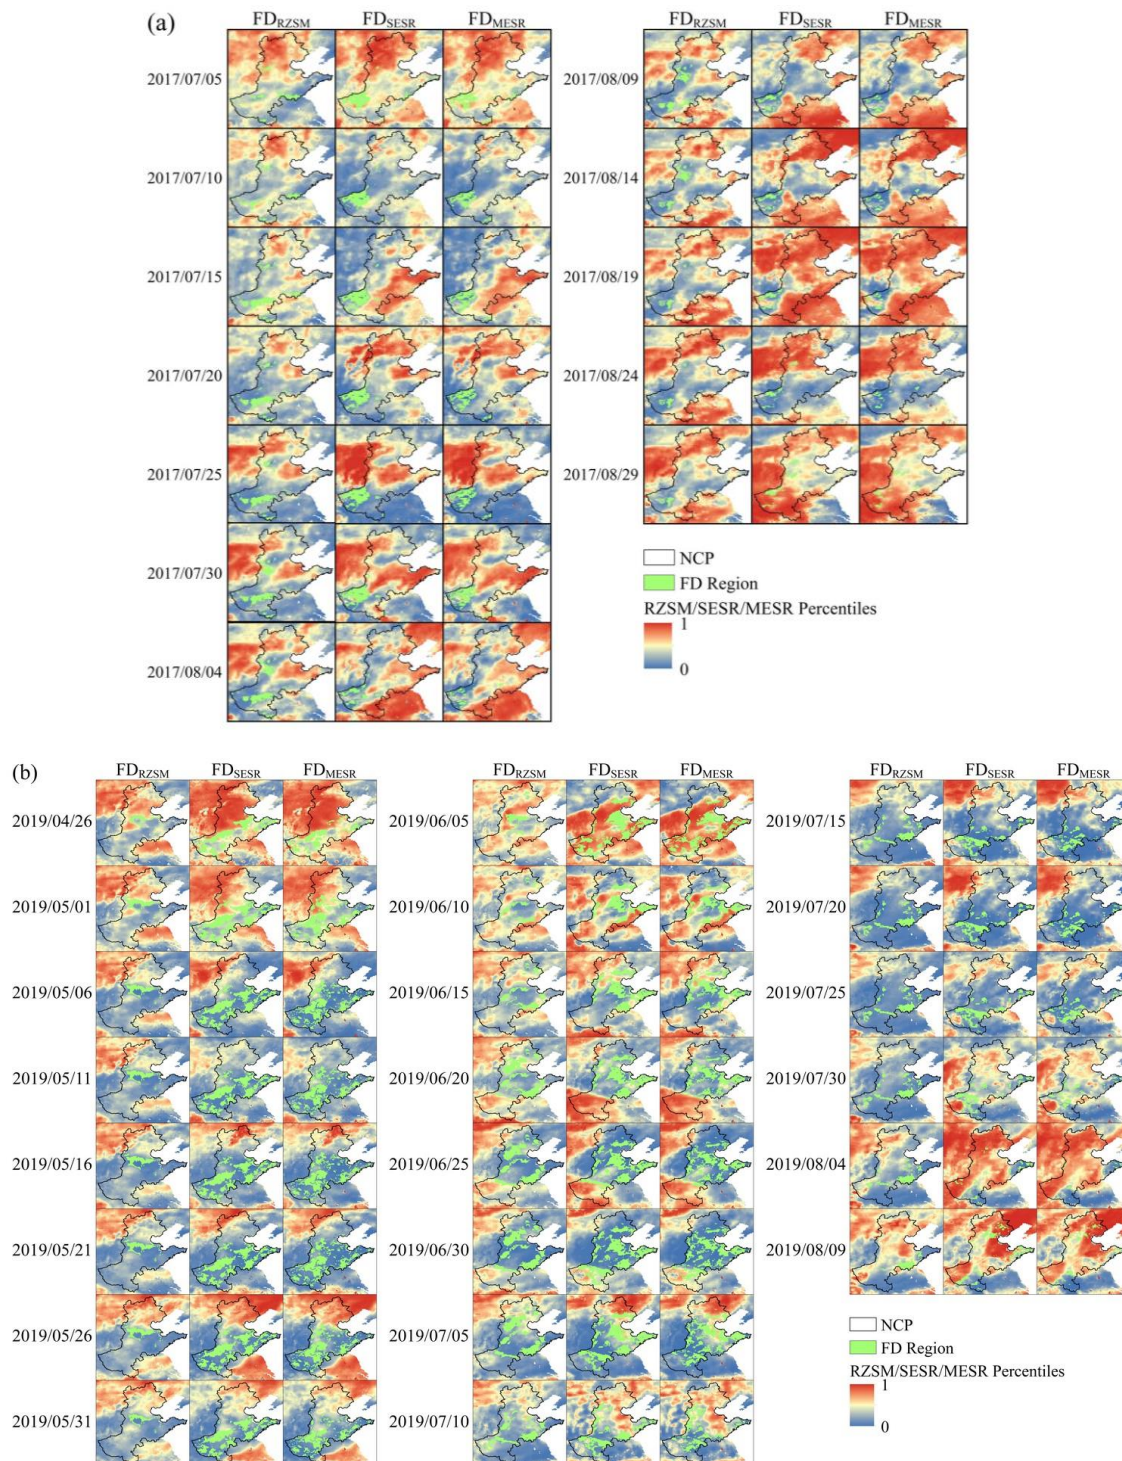 (a)
FDRZSM FDSESR FDMESR
2017/07/05
2017/07/10
2017/07/15
2017/07/20
2017/07/25
2017/07/30
2017/08/04
FDRZSM FDSESR FDMESR
2017/08/09
2017/08/14
2017/08/19
2017/08/24
2017/08/29
NCP
FD Region
RZSM/SESR/MESR Percentiles
1
0
(b)
FDRZSM FDSESR FDMESR
2019/04/26
2019/05/01
2019/05/06
2019/05/11
2019/05/16
2019/05/21
2019/05/26
2019/05/31
FDRZSM FDSESR FDMESR
2019/06/05
2019/06/10
2019/06/15
2019/06/20
2019/06/25
2019/06/30
2019/07/05
2019/07/10
FDRZSM FDSESR FDMESR
2019/07/15
2019/07/20
2019/07/25
2019/07/30
2019/08/04
2019/08/09
NCP
FD Region
RZSM/SESR/MESR Percentiles
1
0